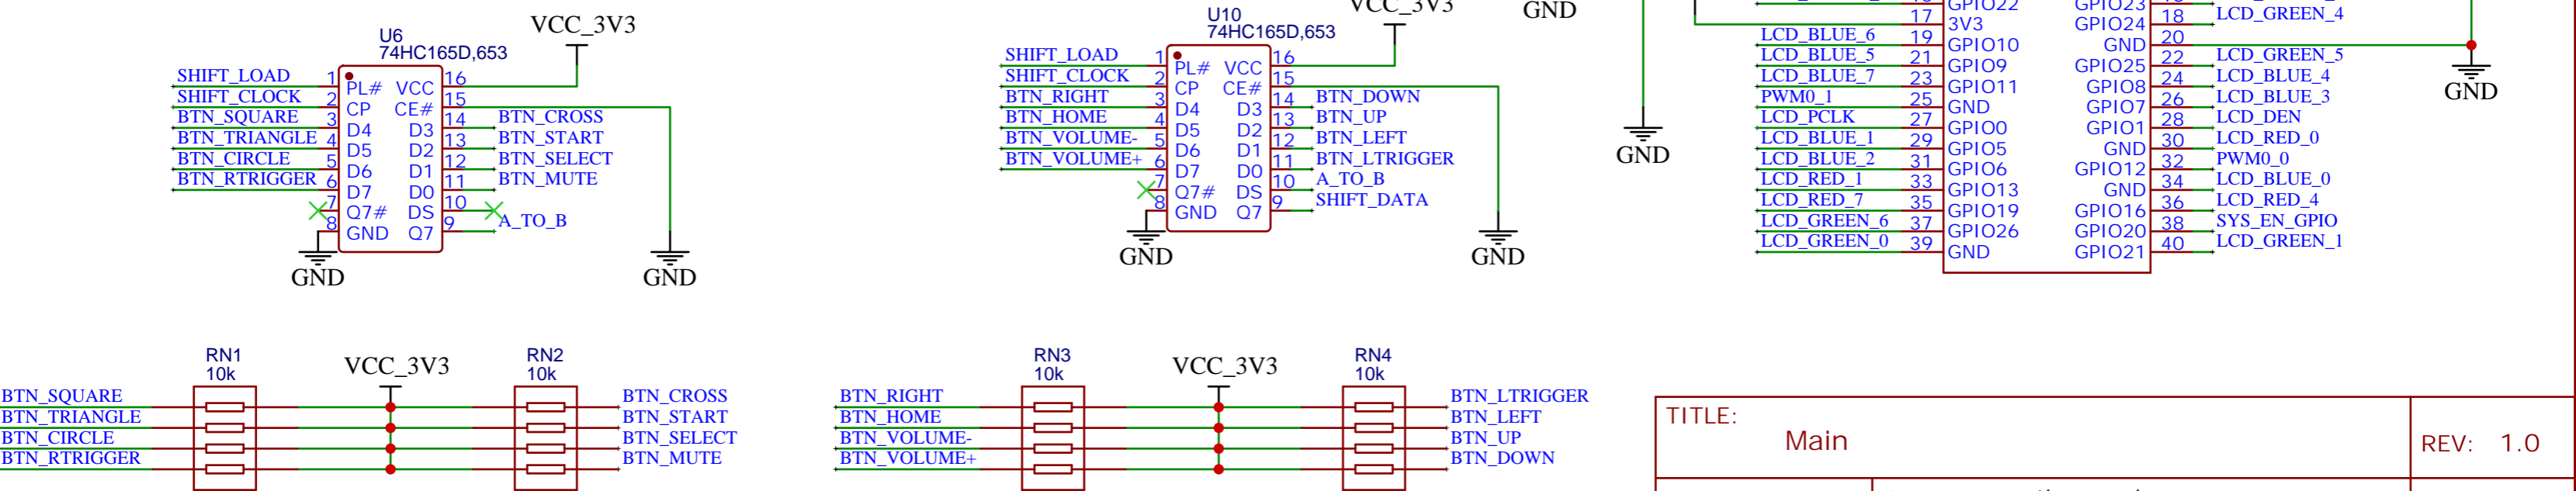 U6
74HC165D,653
VCC_3V3
SHIFT_LOAD 1 PL# VCC 16
SHIFT_CLOCK 2 CP CE# 15
BTN_SQUARE 3 D4 D3 14 BTN_CROSS
BTN_TRIANGLE 4 D5 D2 13 BTN_START
BTN_CIRCLE 5 D6 D1 12 BTN_SELECT
BTN_RTRIGGER 6 D7 D0 11 BTN_MUTE
7 Q7# DS 10
8 GND Q7 9 A_TO_B
GND
GND
U10
74HC165D,653
VCC_3V3
SHIFT_LOAD 1 PL# VCC 16
SHIFT_CLOCK 2 CP CE# 15
BTN_RIGHT 3 D4 D3 14 BTN_DOWN
BTN_HOME 4 D5 D2 13 BTN_UP
BTN_VOLUME- 5 D6 D1 12 BTN_LEFT
BTN_VOLUME+ 6 D7 D0 11 BTN_LTRIGGER
7 Q7# DS 10 A_TO_B
8 GND Q7 9 SHIFT_DATA
GND
GND
GND
GND
GPIO22 GPIO23
17 3V3 GPIO24 18 LCD_GREEN_4
LCD_BLUE_6 19 GPIO10 GND 20
LCD_BLUE_5 21 GPIO9 GPIO25 22 LCD_GREEN_5
LCD_BLUE_7 23 GPIO11 GPIO8 24 LCD_BLUE_4
PWM0_1 25 GND GPIO7 26 LCD_BLUE_3
LCD_PCLK 27 GPIO0 GPIO1 28 LCD_DEN
LCD_BLUE_1 29 GPIO5 GND 30 LCD_RED_0
LCD_BLUE_2 31 GPIO6 GPIO12 32 PWM0_0
LCD_RED_1 33 GPIO13 GND 34 LCD_BLUE_0
LCD_RED_7 35 GPIO19 GPIO16 36 LCD_RED_4
LCD_GREEN_6 37 GPIO26 GPIO20 38 SYS_EN_GPIO
LCD_GREEN_0 39 GND GPIO21 40 LCD_GREEN_1
GND
RN1
10k
VCC_3V3
RN2
10k
BTN_SQUARE BTN_CROSS
BTN_TRIANGLE BTN_START
BTN_CIRCLE BTN_SELECT
BTN_RTRIGGER BTN_MUTE
RN3
10k
VCC_3V3
RN4
10k
BTN_RIGHT BTN_LTRIGGER
BTN_HOME BTN_LEFT
BTN_VOLUME- BTN_UP
BTN_VOLUME+ BTN_DOWN
TITLE:
Main
REV: 1.0